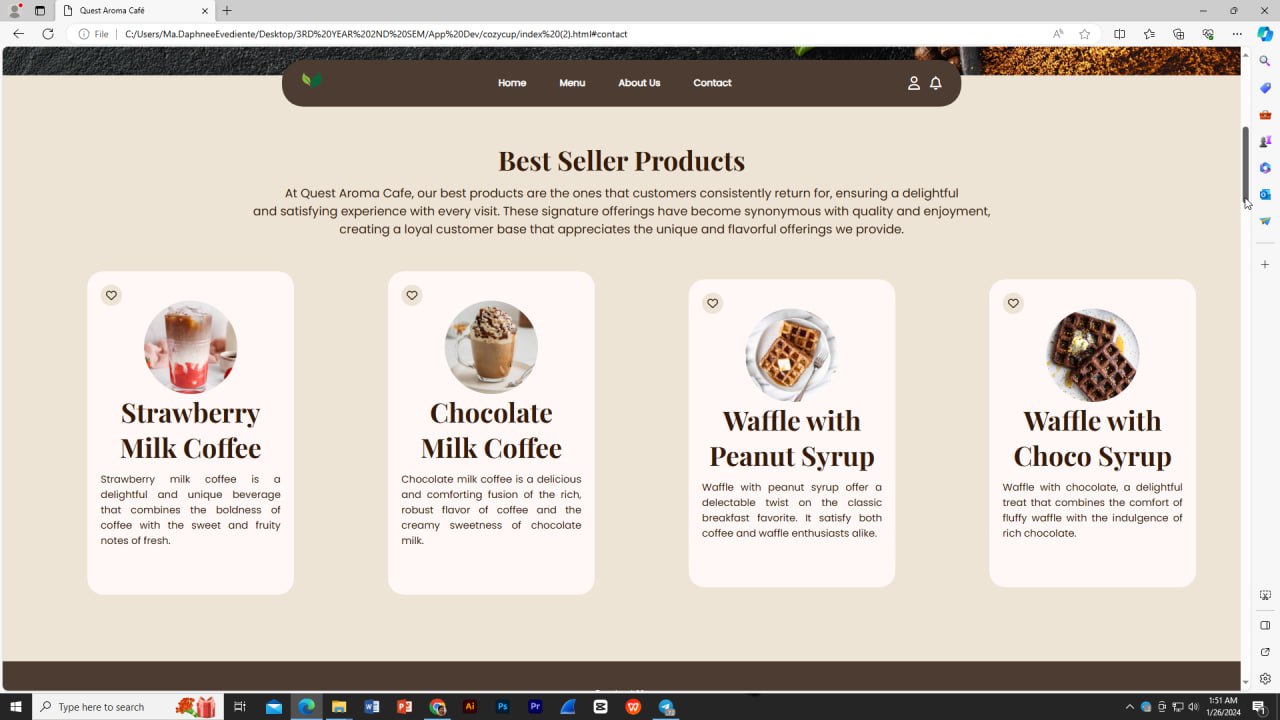 Quest Aroma Café
File
C:/Users/Ma.DaphneeEvediente/Desktop/3RD%20YEAR%202ND%20SEM/App Dev/cozycup/index (2).html#contact
Home Menu About Us Contact
Best Seller Products
At Quest Aroma Cafe, our best products are the ones that customers consistently return for, ensuring a delightful
and satisfying experience with every visit. These signature offerings have become synonymous with quality and enjoyment,
creating a loyal customer base that appreciates the unique and flavorful offerings we provide.
Strawberry
Milk Coffee
Strawberry milk coffee is a
delightful and unique beverage
that combines the boldness of
coffee with the sweet and fruity
notes of fresh.
Chocolate
Milk Coffee
Chocolate milk coffee is a delicious
and comforting fusion of the rich,
robust flavor of coffee and the
creamy sweetness of chocolate
milk.
Waffle with
Peanut Syrup
Waffle with peanut syrup offer a
delectable twist on the classic
breakfast favorite. It satisfy both
coffee and waffle enthusiasts alike.
Waffle with
Choco Syrup
Waffle with chocolate, a delightful
treat that combines the comfort of
fluffy waffle with the indulgence of
rich chocolate.
Type here to search
1:51 AM
1/26/2024